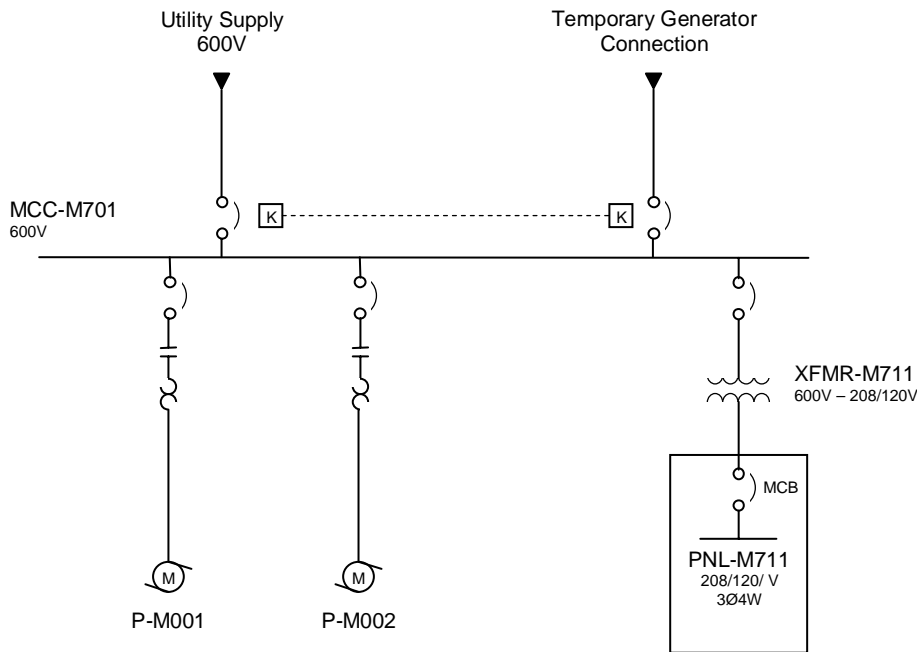 Utility Supply
600V
Temporary Generator
Connection
MCC-M701
600V
K
K
XFMR-M711
600V – 208/120V
MCB
PNL-M711
208/120/ V
3Ø4W
M
P-M001
M
P-M002